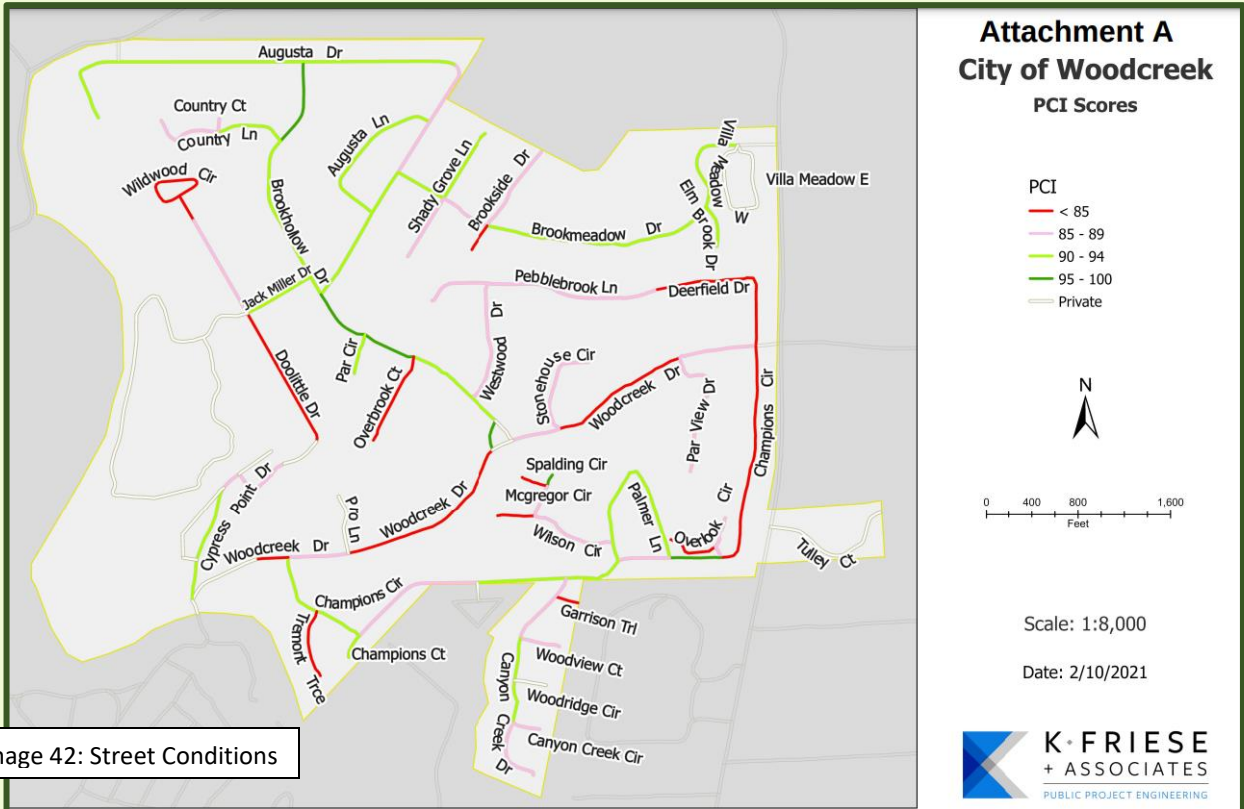 Attachment A
City of Woodcreek
PCI Scores
PCI
< 85
85 - 89
90 - 94
95 - 100
Private
N
0 400 800 1,600
Feet
Scale: 1:8,000
Date: 2/10/2021
K FRIESE
+ ASSOCIATES
PUBLIC PROJECT ENGINEERING
Augusta Dr
Country Ct
Country Ln
Wildwood Cir
Augusta Ln
Shady Grove Ln
Brookside Dr
Villa Meadow W
Villa Meadow E
Elm Brook Dr
Brookhollow Dr
Brookmeadow Dr
Jack Miller Dr
Pebblebrook Ln
Deerfield Dr
Doolittle Dr
Par Cir
Overbrook Ct
Westwood Dr
Stonehouse Cir
Woodcreek Dr
Par View Dr
Champions Cir
Spalding Cir
Mcgregor Cir
Cypress Point Dr
Pro Ln
Woodcreek Dr
Wilson Cir
Palmer Ln
Overbok Cir
Tulley Ct
Woodcreek Dr
Champions Cir
Tremont Trce
Champions Ct
Garrison Trl
Woodview Ct
Woodridge Cir
Canyon Creek Dr
Canyon Creek Cir
age 42: Street Conditions